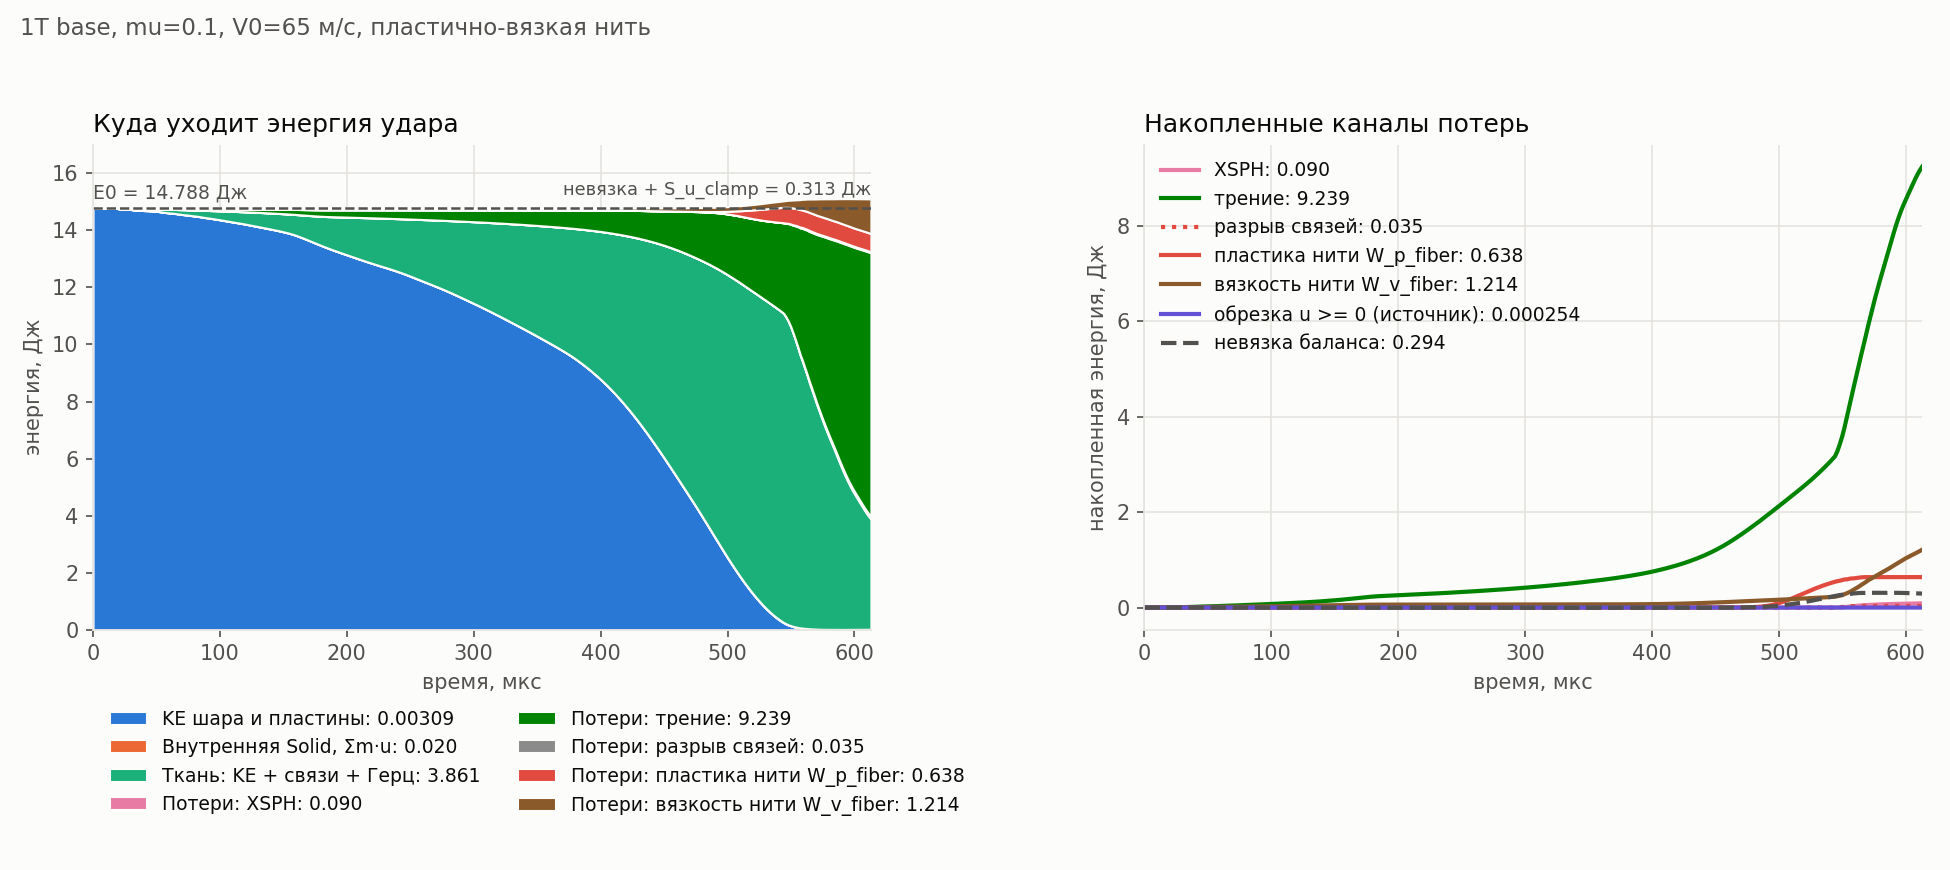 1T base, mu=0.1, V0=65 м/с, пластично-вязкая нить
Куда уходит энергия удара
E0 = 14.788 Дж
невязка + S_u_clamp = 0.313 Дж
энергия, Дж
16
14
12
10
8
6
4
2
0
0 100 200 300 400 500 600
время, мкс
KE шара и пластины: 0.00309
Внутренняя Solid, Σm·u: 0.020
Ткань: KE + связи + Герц: 3.861
Потери: XSPH: 0.090
Потери: трение: 9.239
Потери: разрыв связей: 0.035
Потери: пластика нити W_p_fiber: 0.638
Потери: вязкость нити W_v_fiber: 1.214
Накопленные каналы потерь
XSPH: 0.090
трение: 9.239
разрыв связей: 0.035
пластика нити W_p_fiber: 0.638
вязкость нити W_v_fiber: 1.214
обрезка u >= 0 (источник): 0.000254
невязка баланса: 0.294
накопленная энергия, Дж
8
6
4
2
0
0 100 200 300 400 500 600
время, мкс